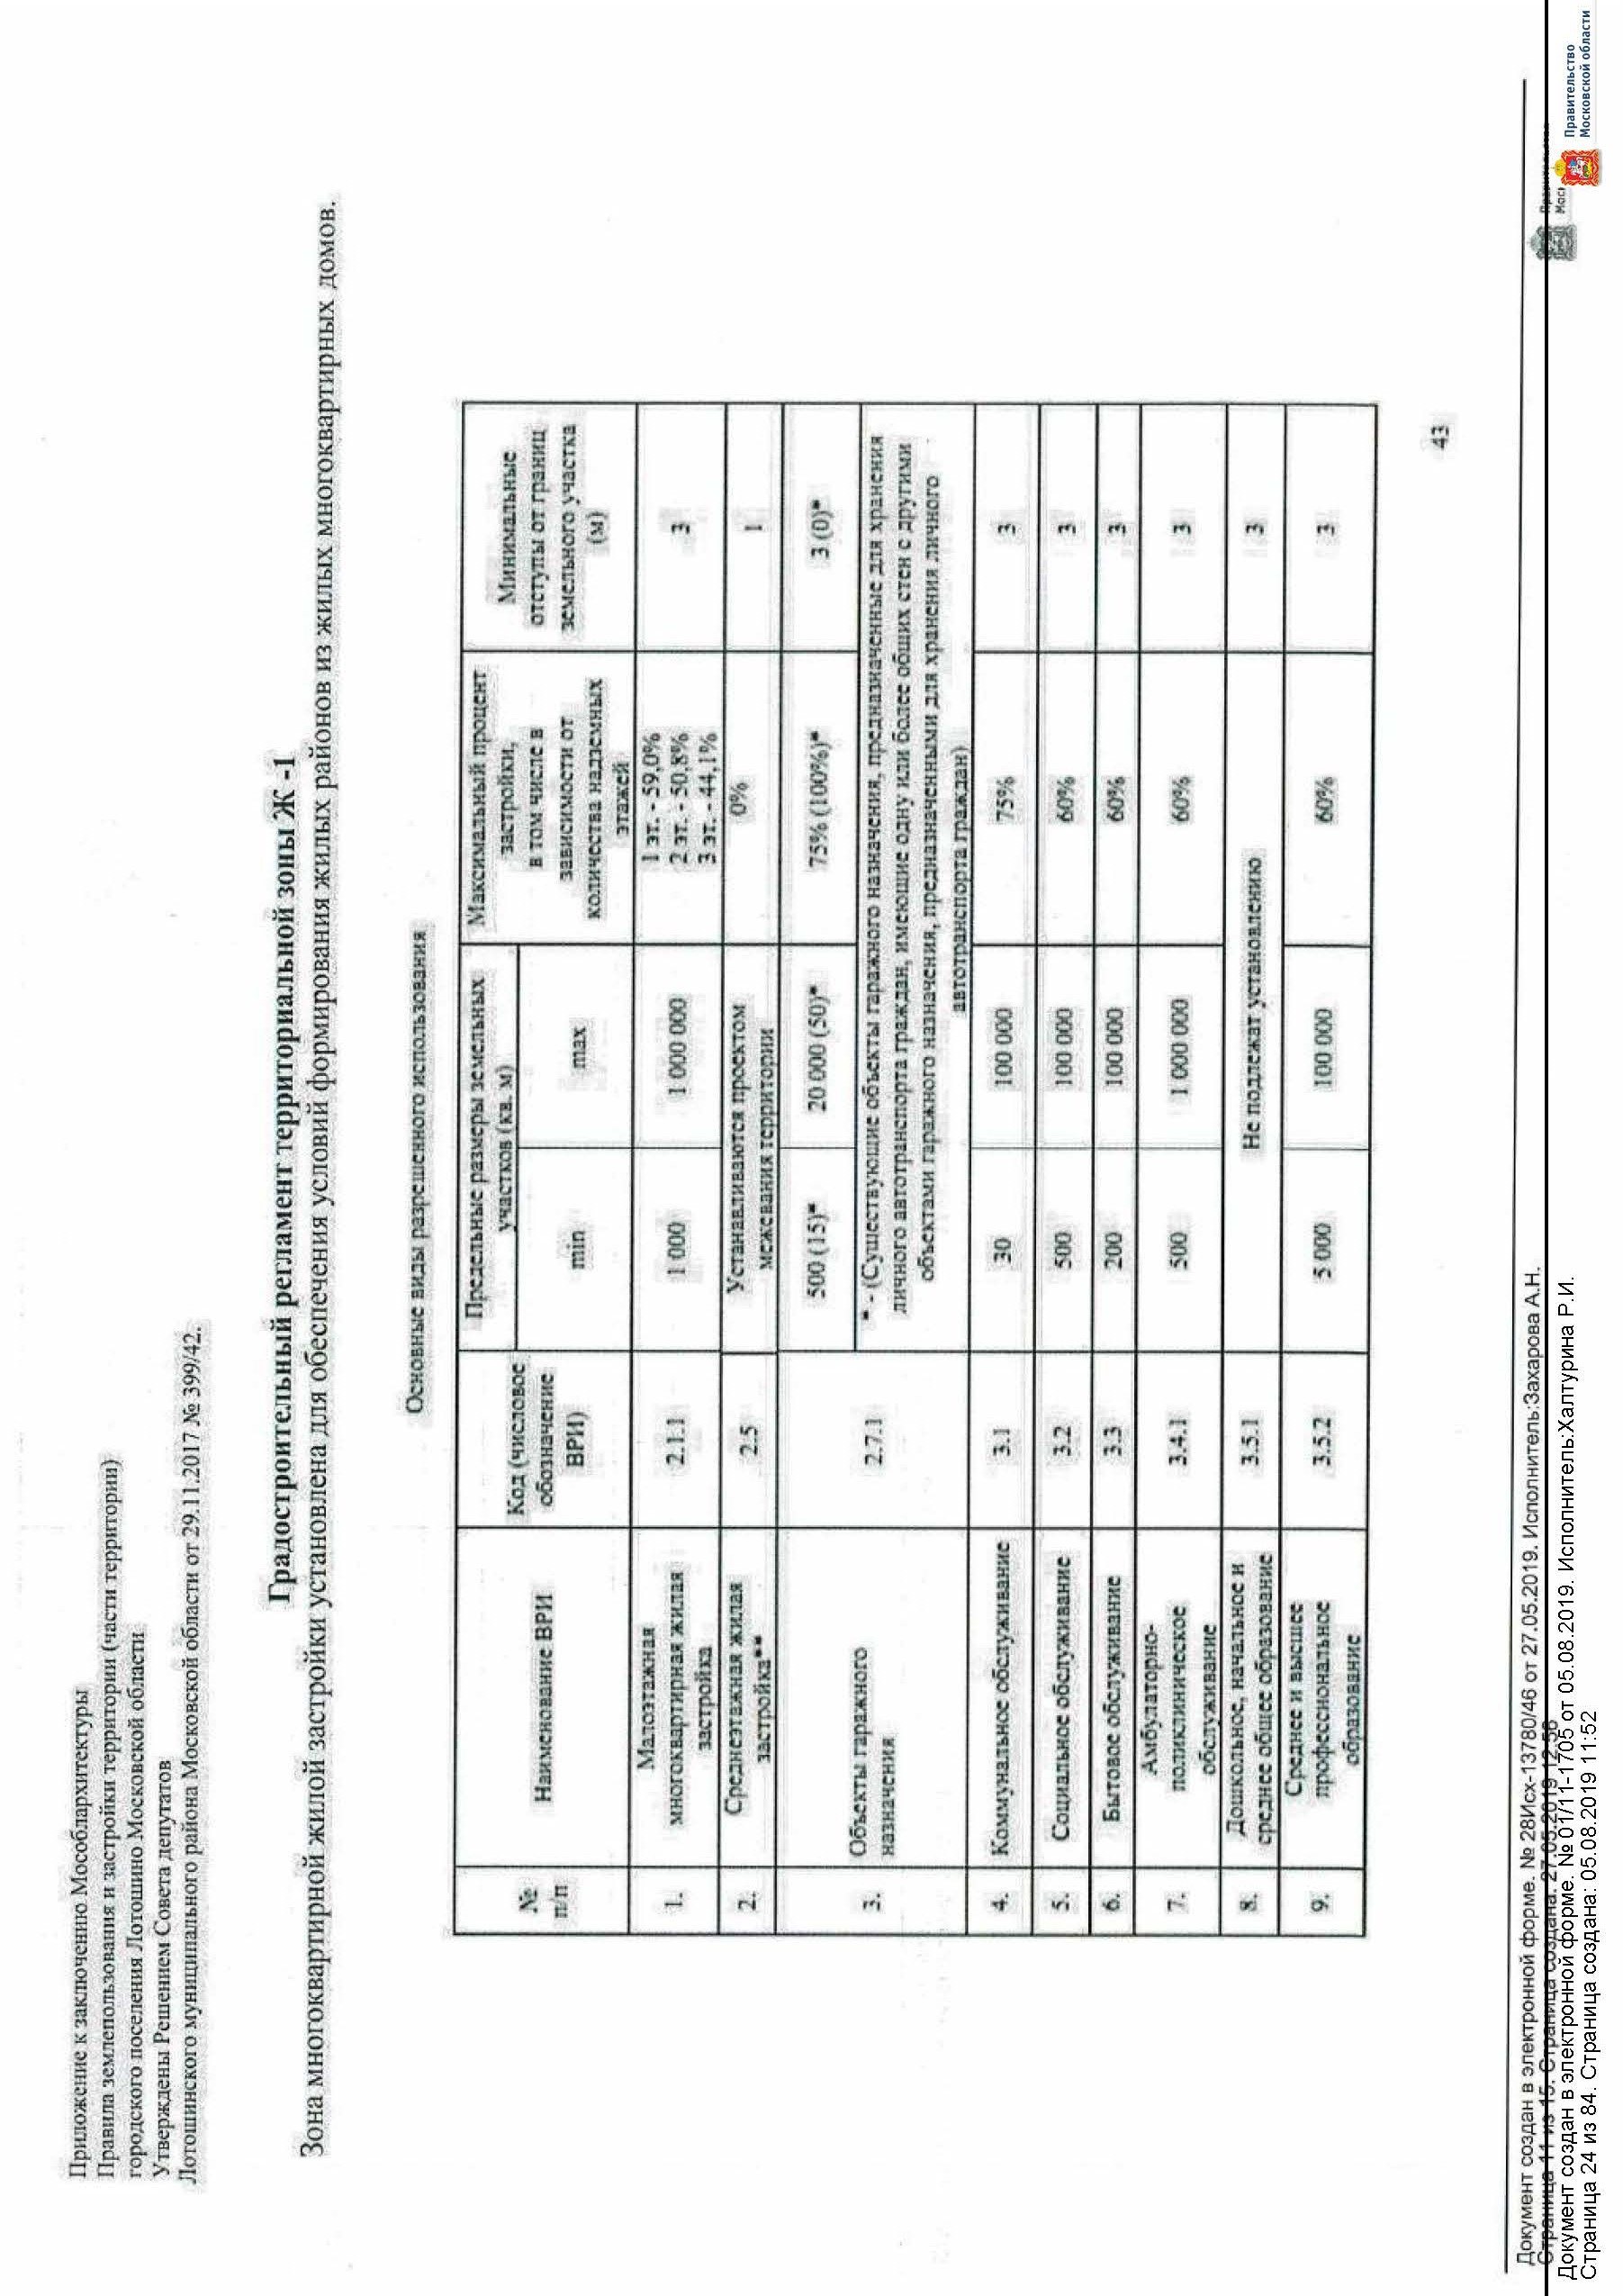 Приложение к заключению Мособлархитектуры
Правила землепользования и застройки территории (части территории)
городского поселения Лотошино Московской области
Утверждены Решением Совета депутатов
Лотошинского муниципального района Московской области от 29.11.2017 № 399/42.
Градостроительный регламент территориальной зоны Ж -1
Зона многоквартирной жилой застройки установлена для обеспечения условий формирования жилых районов из жилых многоквартирных домов.
Основные виды разрешенного использования
№ п/п Наименование ВРИ Код (числовое обозначение ВРИ) Предельные размеры земельных участков (кв. м) min max Максимальный процент застройки, в том числе в зависимости от количества надземных этажей Минимальные отступы от границ земельного участка (м)
1. Малоэтажная многоквартирная жилая застройка 2.1.1 1 000 1 000 000 1 эт. - 59,0% 2 эт. - 50,8% 3 эт. - 44,1% 3
2. Среднеэтажная жилая застройка** 2.5 Устанавливаются проектом межевания территории 0% 1
3. Объекты гаражного назначения 2.7.1 500 (15)* 20 000 (50)* 75% (100%)* 3 (0)*
* - (Существующие объекты гаражного назначения, предназначенные для хранения
личного автотранспорта граждан, имеющие одну или более общих стен с другими
объектами гаражного назначения, предназначенными для хранения личного
автотранспорта граждан)
4. Коммунальное обслуживание 3.1 30 100 000 75% 3
5. Социальное обслуживание 3.2 500 100 000 60% 3
6. Бытовое обслуживание 3.3 200 100 000 60% 3
7. Амбулаторно-поликлиническое обслуживание 3.4.1 500 1 000 000 60% 3
8. Дошкольное, начальное и среднее общее образование 3.5.1 Не подлежат установлению 3
9. Среднее и высшее профессиональное образование 3.5.2 5 000 100 000 60% 3
43
Документ создан в электронной форме. № 28Исх-13780/46 от 27.05.2019. Исполнитель:Захарова А.Н.
Страница 11 из 15. Страница создана: 27.05.2019 12:56
Документ создан в электронной форме. № 01/11-1705 от 05.08.2019. Исполнитель:Халтурина Р.И.
Страница 24 из 84. Страница создана: 05.08.2019 11:52
Правительство
Московской области